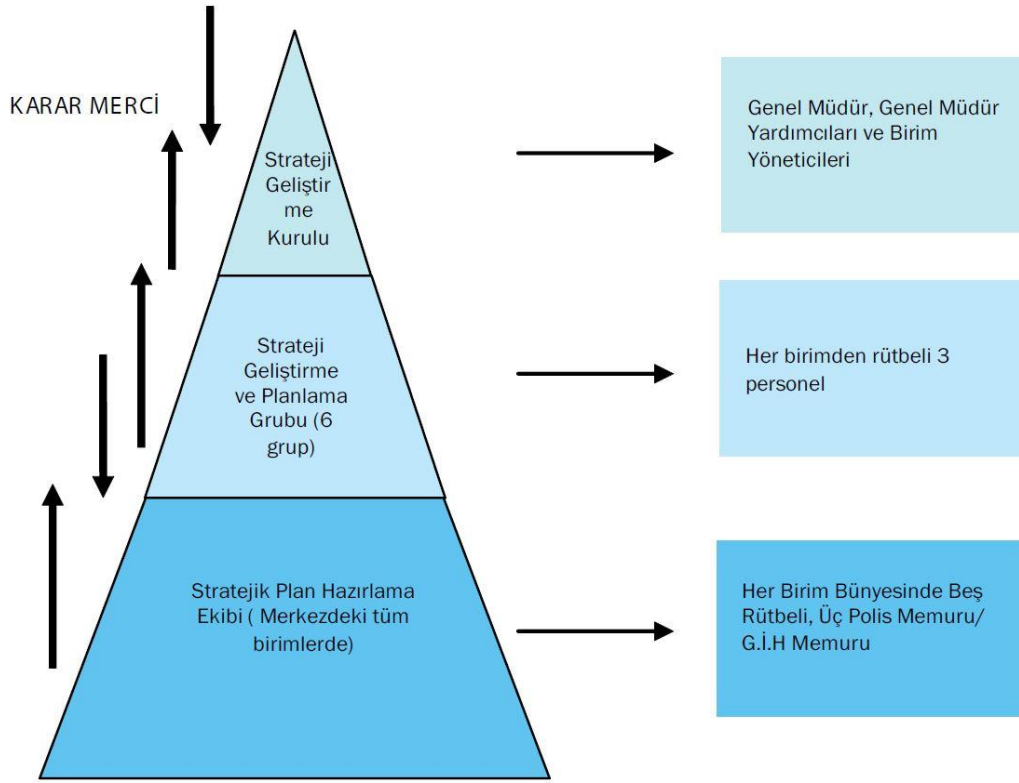 KARAR MERCİ
Strateji
Geliştir
me
Kurulu
Genel Müdür, Genel Müdür
Yardımcıları ve Birim
Yöneticileri
Strateji
Geliştirme
ve Planlama
Grubu (6
grup)
Her birimden rütbeli 3
personel
Stratejik Plan Hazırlama
Ekibi ( Merkezdeki tüm
birimlerde)
Her Birim Bünyesinde Beş
Rütbeli, Üç Polis Memuru/
G.İ.H Memuru